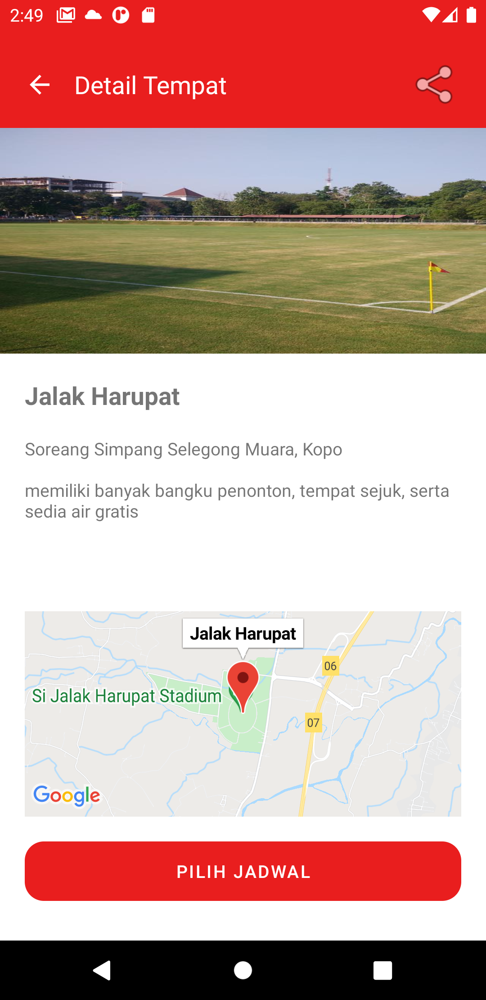 2:49
Detail Tempat
Jalak Harupat
Soreang Simpang Selegong Muara, Kopo
memiliki banyak bangku penonton, tempat sejuk, serta
sedia air gratis
Jalak Harupat
06
Si Jalak Harupat Stadium
07
Google
PILIH JADWAL